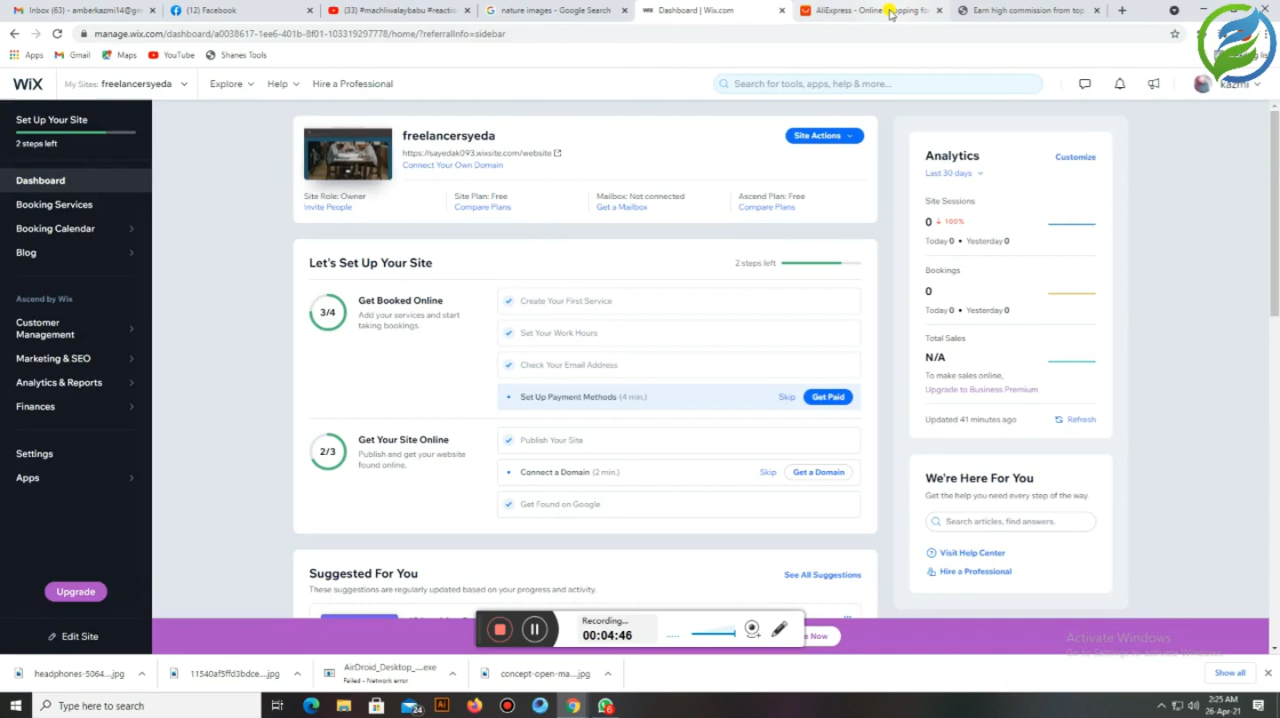 Inbox (63) - amberkazmi14@gm
(12) Facebook
(33) #machliwalaybabu #reaction
nature images - Google Search
Dashboard | Wix.com
AliExpress - Online shopping fo
Earn high commission from top
manage.wix.com/dashboard/a0038617-1ee6-401b-8f01-103319297778/home/?referralInfo=sidebar
Apps
Gmail
Maps
YouTube
Shanes Tools
WiX
My Sites: freelancersyeda
Explore
Help
Hire a Professional
Search for tools, apps, help & more...
kazmi
Set Up Your Site
2 steps left
Dashboard
Booking Services
Booking Calendar
Blog
Ascend by Wix
Customer
Management
Marketing & SEO
Analytics & Reports
Finances
Settings
Apps
Upgrade
Edit Site
freelancersyeda
https://sayedak093.wixsite.com/website
Connect Your Own Domain
Site Actions
Site Role: Owner
Invite People
Site Plan: Free
Compare Plans
Mailbox: Not connected
Get a Mailbox
Ascend Plan: Free
Compare Plans
Let's Set Up Your Site
2 steps left
3/4
Get Booked Online
Add your services and start
taking bookings.
Create Your First Service
Set Your Work Hours
Check Your Email Address
Set Up Payment Methods (4 min.)
Skip
Get Paid
2/3
Get Your Site Online
Publish and get your website
found online.
Publish Your Site
Connect a Domain (2 min.)
Skip
Get a Domain
Get Found on Google
Suggested For You
These suggestions are regularly updated based on your progress and activity.
See All Suggestions
Analytics
Customize
Last 30 days
Site Sessions
0 ↓ 100%
Today 0 • Yesterday 0
Bookings
0
Today 0 • Yesterday 0
Total Sales
N/A
To make sales online,
Upgrade to Business Premium
Updated 41 minutes ago
Refresh
We're Here For You
Get the help you need every step of the way.
Search articles, find answers.
Visit Help Center
Hire a Professional
Recording...
00:04:46
e Now
Activate Windows
Go to Settings to activate Windows.
headphones-5064....jpg
11540af5ffd3bdce....jpg
AirDroid_Desktop_....exe
Failed - Network error
concept-open-ma....jpg
Show all
Type here to search
24
6
2:25 AM
26-Apr-21